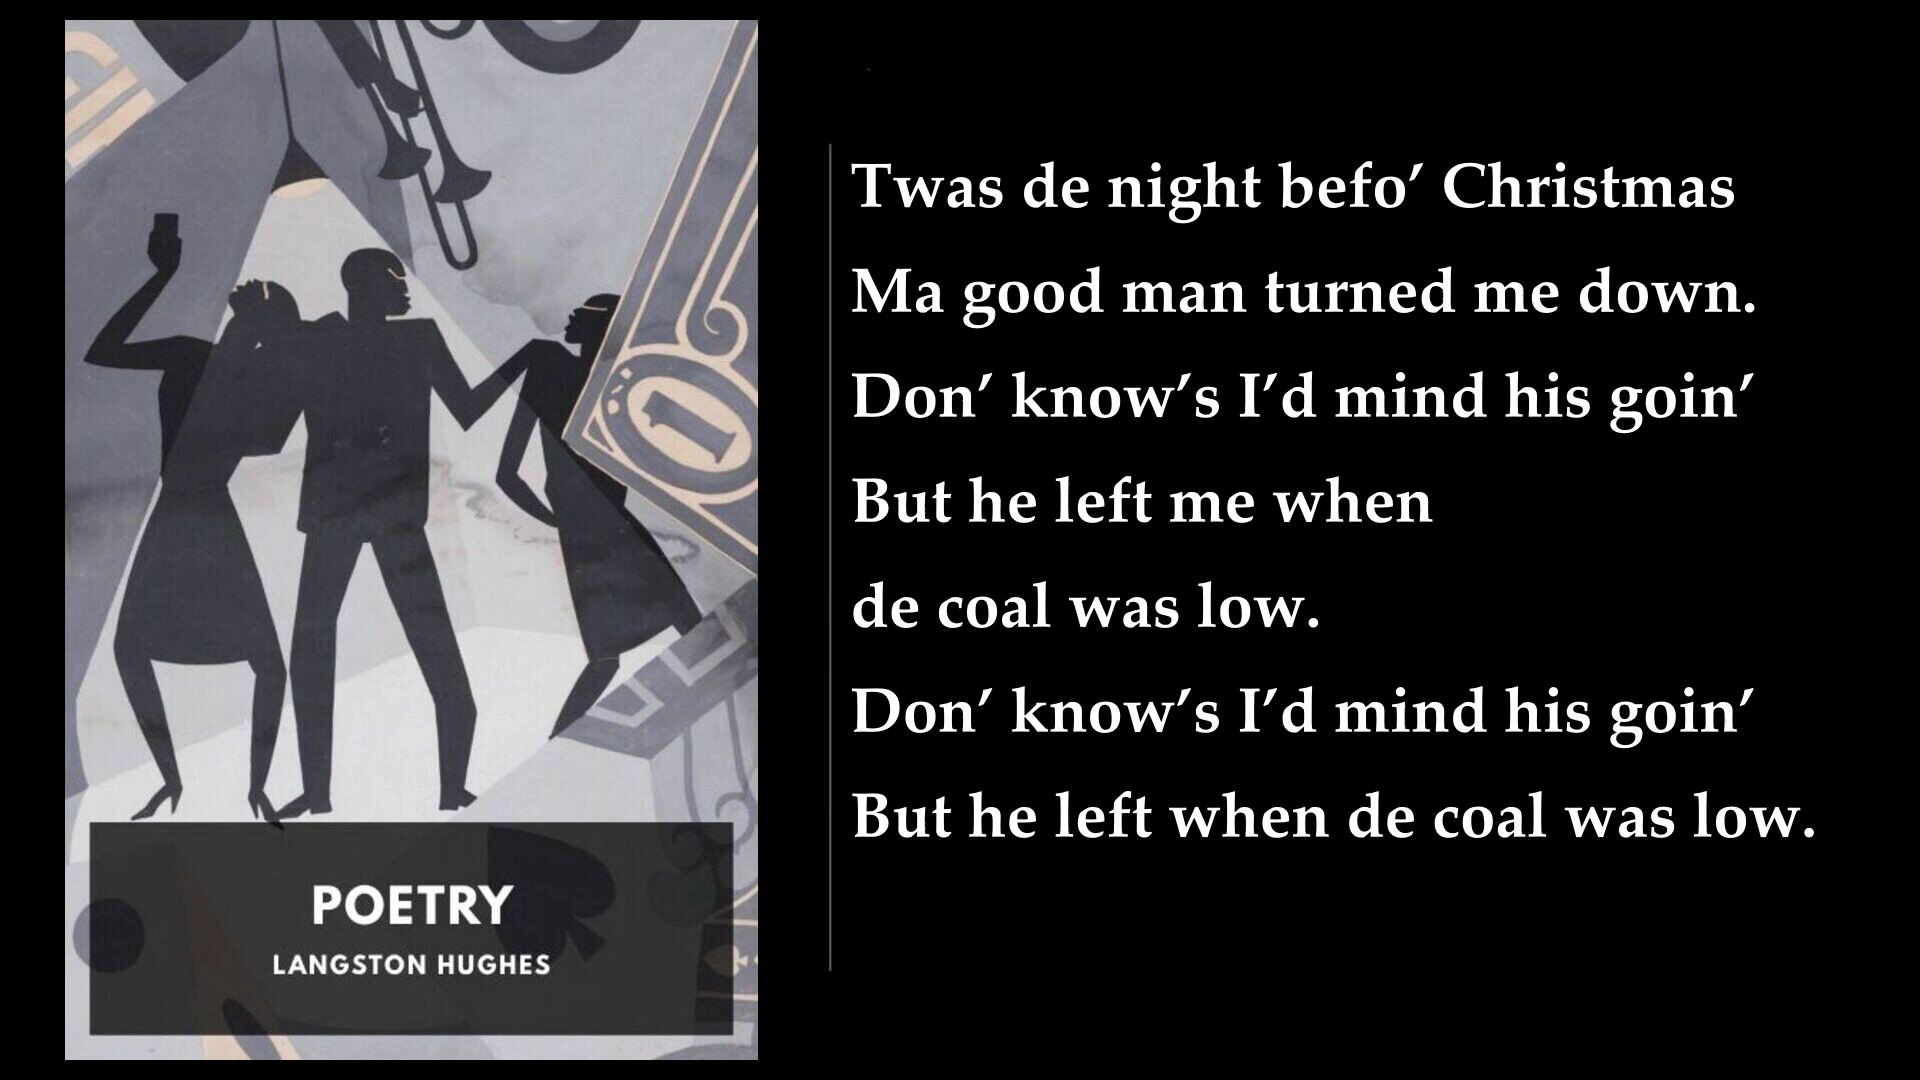 Twas de night befo’ Christmas
Ma good man turned me down.
Don’ know’s I’d mind his goin’
But he left me when
de coal was low.
Don’ know’s I’d mind his goin’
But he left when de coal was low.
POETRY
LANGSTON HUGHES